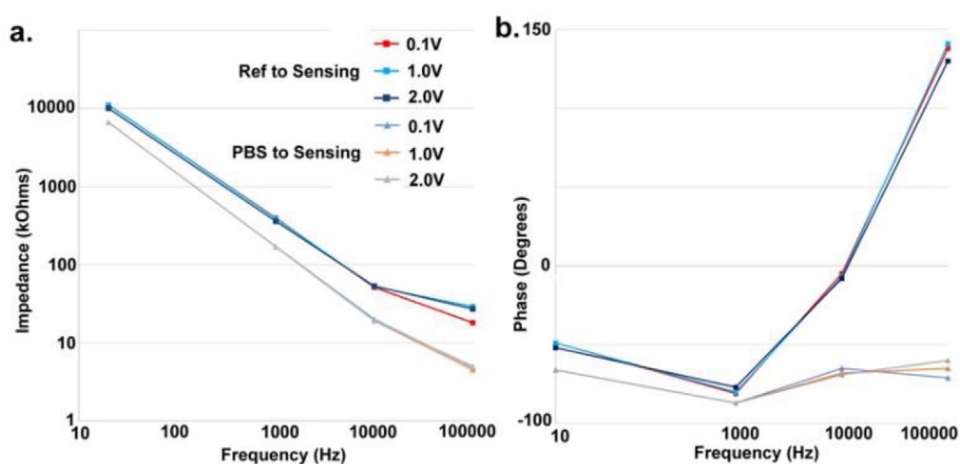 a.
Impedance (kOhms)
10000
1000
100
10
1
10 100 1000 10000 100000
Frequency (Hz)
Ref to Sensing
0.1V
1.0V
2.0V
PBS to Sensing
0.1V
1.0V
2.0V
b.
Phase (Degrees)
150
0
-100
10 1000 10000 100000
Frequency (Hz)